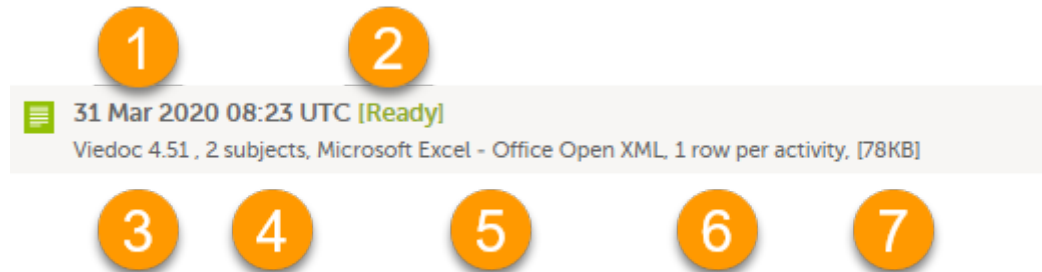 1 2
31 Mar 2020 08:23 UTC [Ready]
Viedoc 4.51 , 2 subjects, Microsoft Excel - Office Open XML, 1 row per activity, [78KB]
3 4 5 6 7